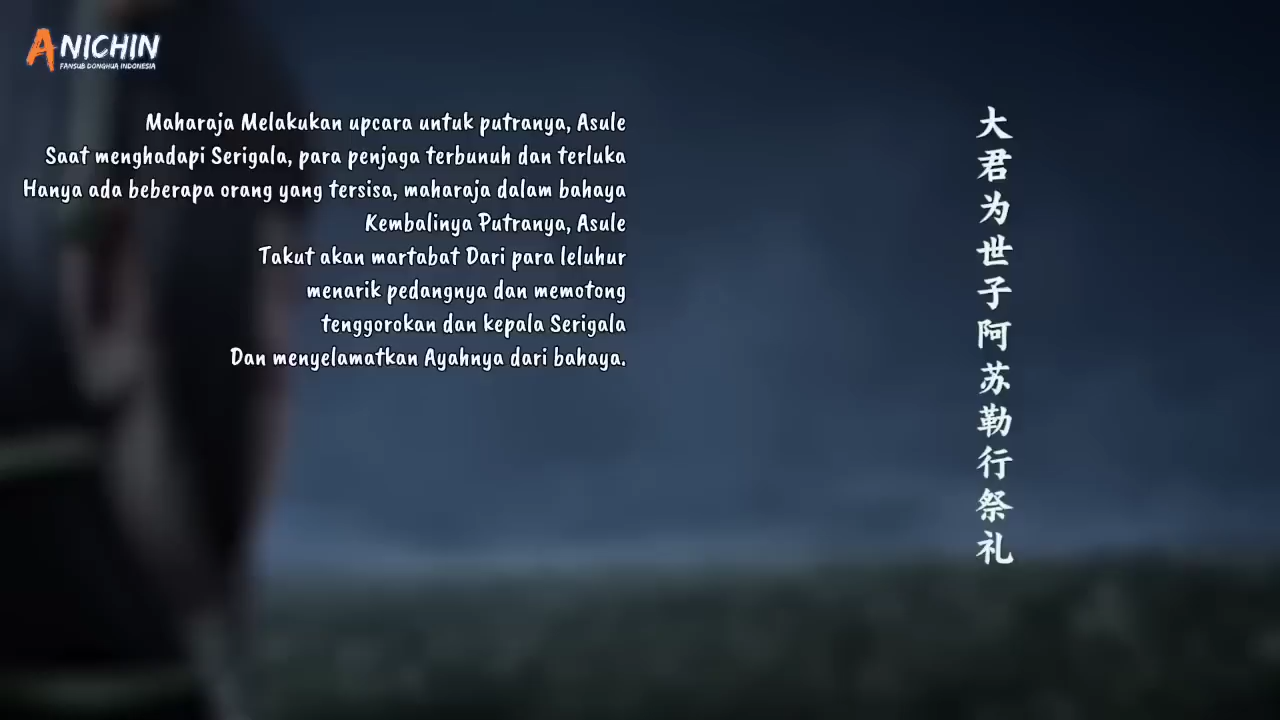 ANICHIN
FANSUB DONGHUA INDONESIA
Maharaja Melakukan upcara untuk putranya, Asule
Saat menghadapi Serigala, para penjaga terbunuh dan terluka
Hanya ada beberapa orang yang tersisa, maharaja dalam bahaya
Kembalinya Putranya, Asule
Takut akan martabat Dari para leluhur
menarik pedangnya dan memotong
tenggorokan dan kepala Serigala
Dan menyelamatkan Ayahnya dari bahaya.
大君为世子阿苏勒行祭礼